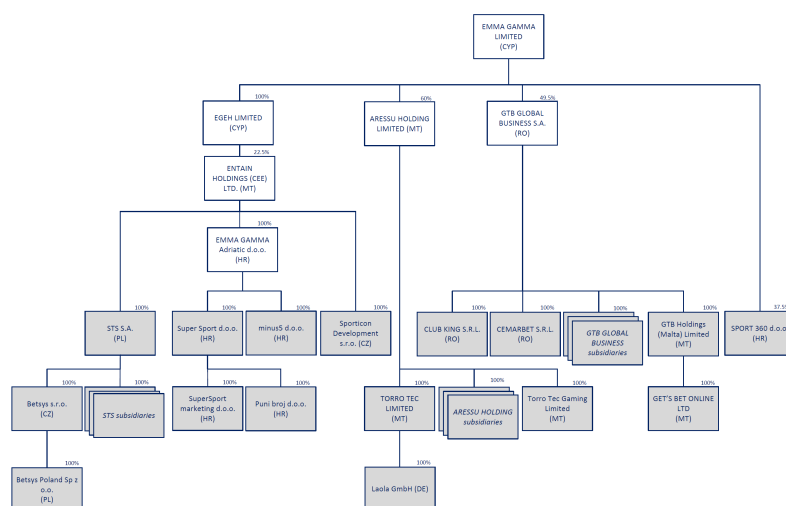 EMMA GAMMA
LIMITED
(CYP)
100%
EGEH LIMITED
(CYP)
60%
ARESSU HOLDING
LIMITED (MT)
49.5%
GTB GLOBAL
BUSINESS S.A.
(RO)
22.5%
ENTAIN
HOLDINGS (CEE)
LTD. (MT)
100%
EMMA GAMMA
Adriatic d.o.o.
(HR)
100%
STS S.A.
(PL)
100%
Super Sport d.o.o.
(HR)
100%
minus5 d.o.o.
(HR)
100%
Sporticon
Development
s.r.o. (CZ)
100%
CLUB KING S.R.L.
(RO)
100%
CEMARBET S.R.L.
(RO)
100%
GTB GLOBAL
BUSINESS
subsidiaries
100%
GTB Holdings
(Malta) Limited
(MT)
37.5%
SPORT 360 d.o.o.
(HR)
100%
Betsys s.r.o.
(CZ)
100%
STS subsidiaries
100%
SuperSport
marketing d.o.o.
(HR)
100%
Puni broj d.o.o.
(HR)
100%
TORRO TEC
LIMITED
(MT)
100%
ARESSU HOLDING
subsidiaries
100%
Torro Tec Gaming
Limited
(MT)
100%
GET'S BET ONLINE
LTD
(MT)
100%
Betsys Poland Sp z
o.o.
(PL)
100%
Laola GmbH (DE)